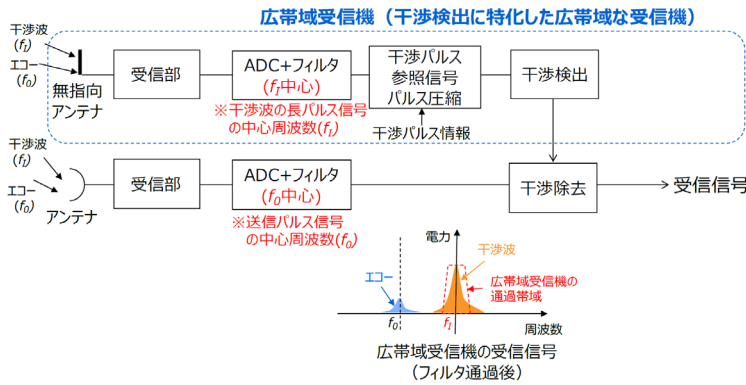 広帯域受信機（干渉検出に特化した広帯域な受信機）
干渉波
(fI)
エコー
(f0)
無指向
アンテナ
受信部
ADC+フィルタ
(fI中心)
※干渉波の長パルス信号
の中心周波数(fI)
干渉パルス
参照信号
パルス圧縮
干渉パルス情報
干渉検出
干渉波
(fI)
エコー
(f0)
アンテナ
受信部
ADC+フィルタ
(f0中心)
※送信パルス信号
の中心周波数(f0)
干渉除去
受信信号
電力
干渉波
エコー
広帯域受信機の
通過帯域
f0
fI
周波数
広帯域受信機の受信信号
（フィルタ通過後）